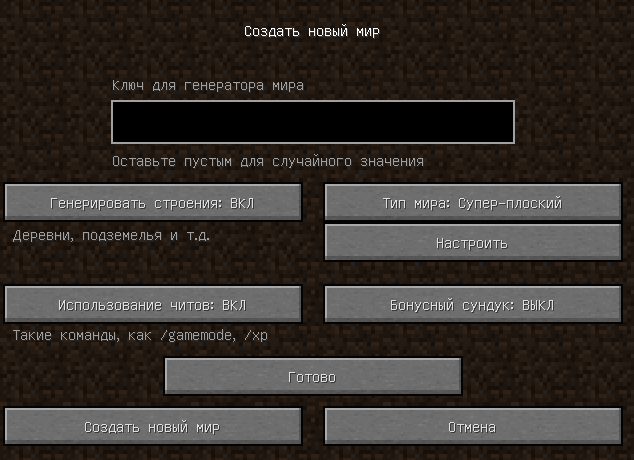 Создать новый мир
Ключ для генератора мира
Оставьте пустым для случайного значения
Генерировать строения: ВКЛ
Тип мира: Супер-плоский
Деревни, подземелья и т.д.
Настроить
Использование читов: ВКЛ
Бонусный сундук: ВЫКЛ
Такие команды, как /gamemode, /xp
Готово
Создать новый мир
Отмена